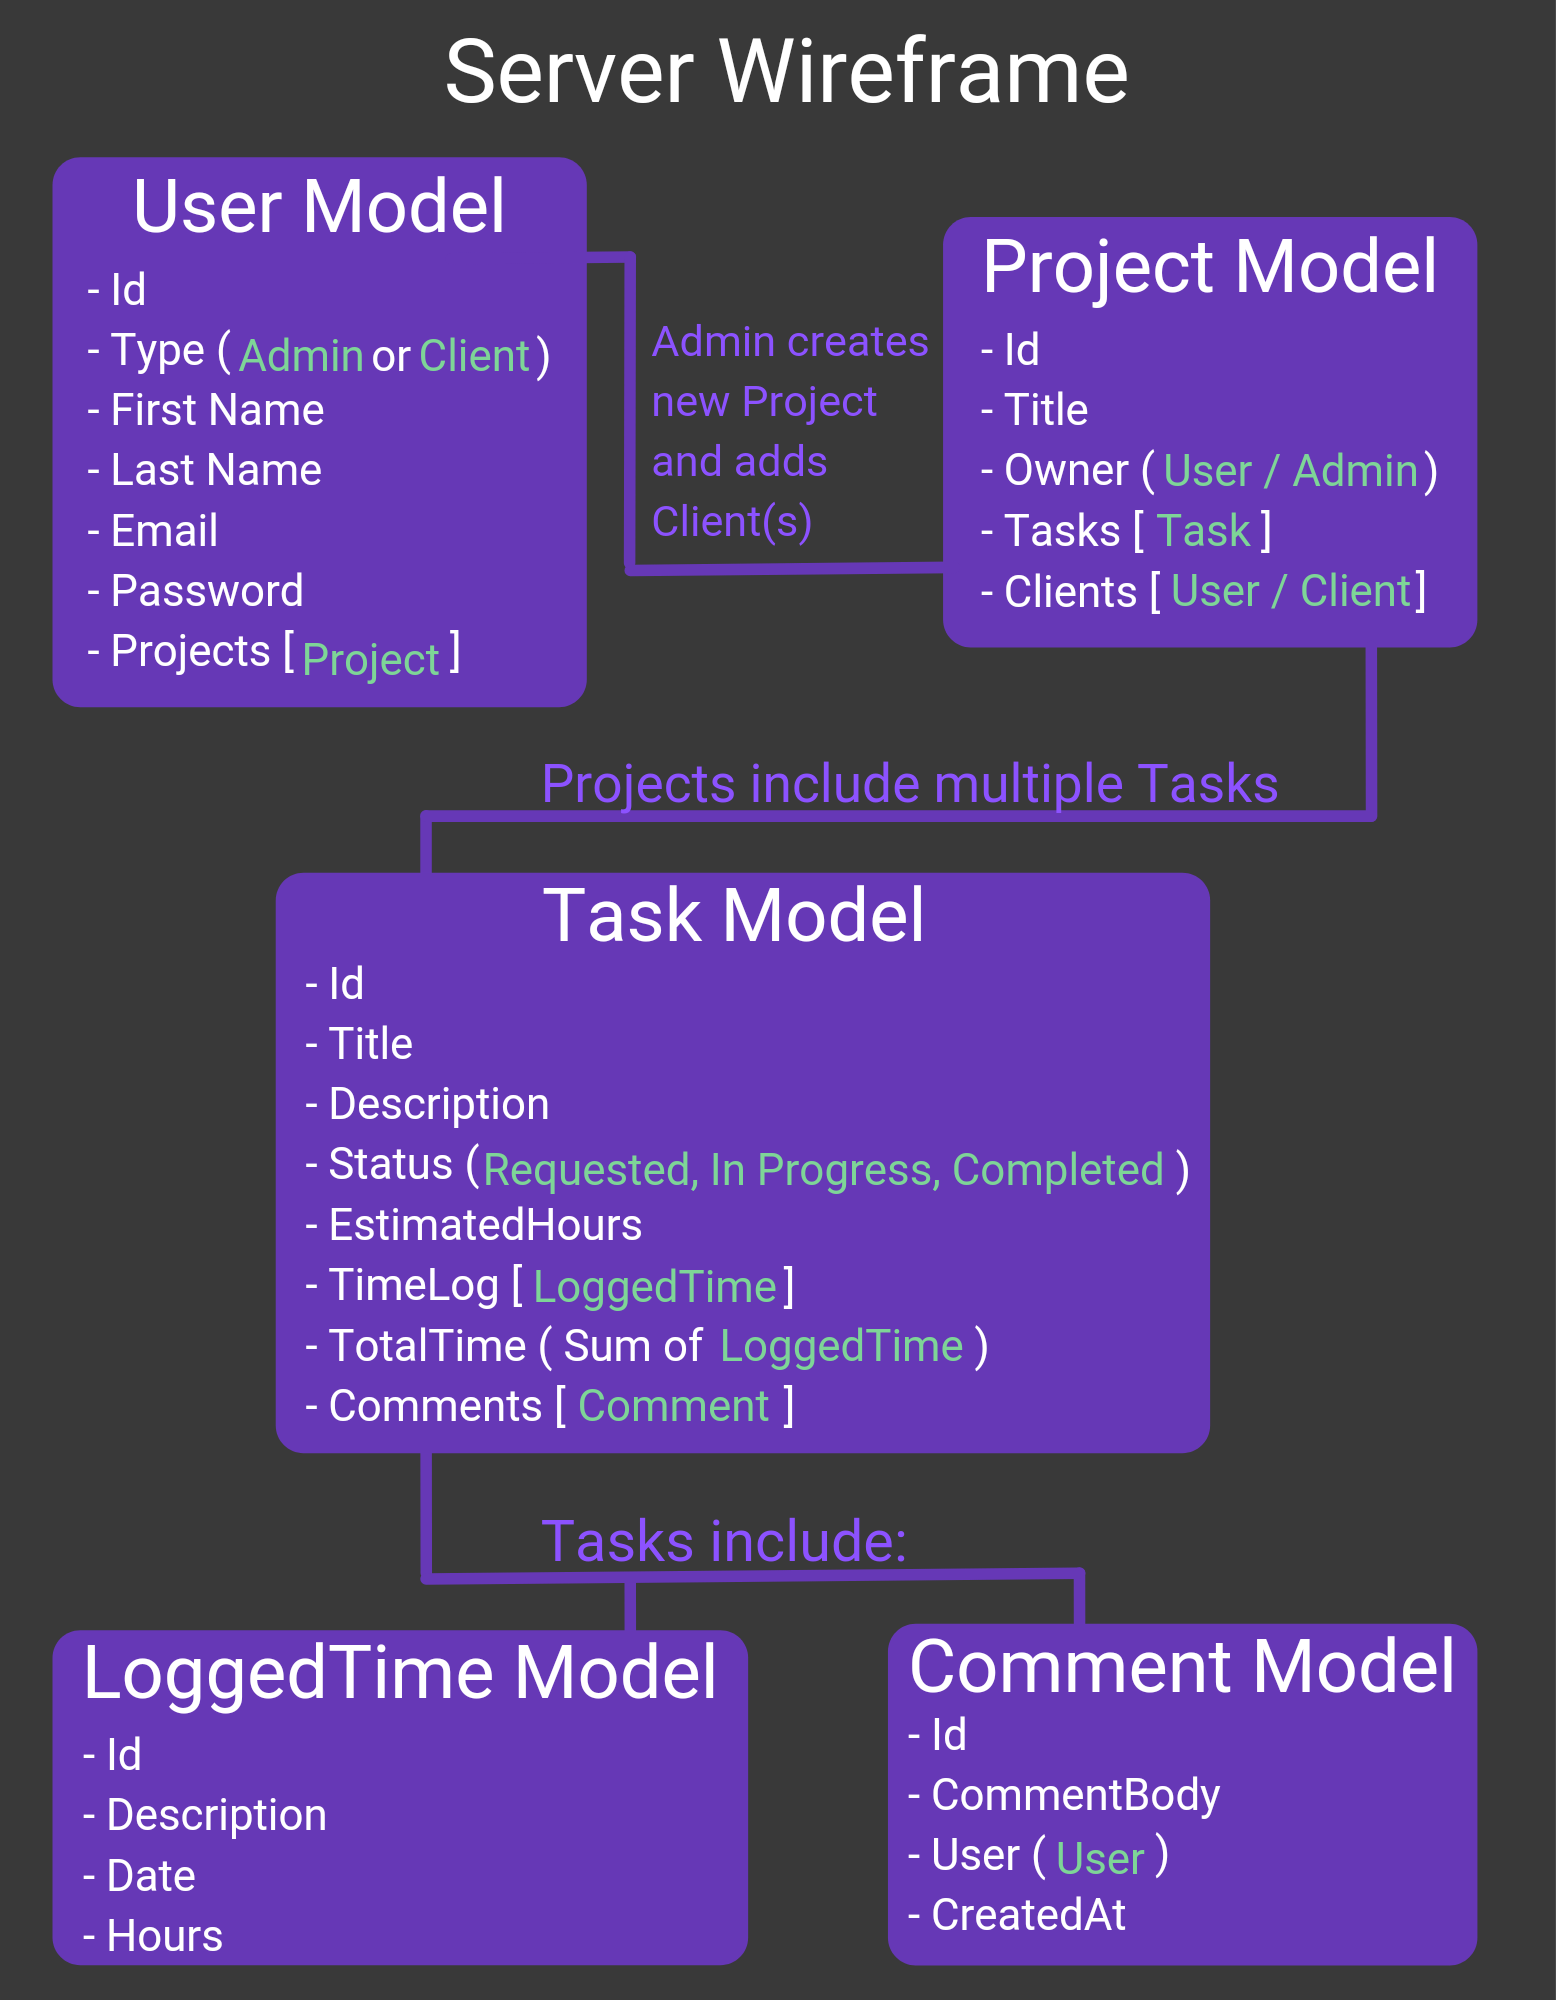 Server Wireframe
User Model
- Id
- Type ( Admin or Client )
- First Name
- Last Name
- Email
- Password
- Projects [ Project ]
Admin creates
new Project
and adds
Client(s)
Project Model
- Id
- Title
- Owner ( User / Admin )
- Tasks [ Task ]
- Clients [ User / Client ]
Projects include multiple Tasks
Task Model
- Id
- Title
- Description
- Status ( Requested, In Progress, Completed )
- EstimatedHours
- TimeLog [ LoggedTime ]
- TotalTime ( Sum of LoggedTime )
- Comments [ Comment ]
Tasks include:
LoggedTime Model
- Id
- Description
- Date
- Hours
Comment Model
- Id
- CommentBody
- User ( User )
- CreatedAt